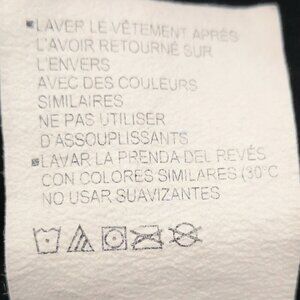 ■LAVER LE VÊTEMENT APRÈS
L'AVOIR RETOURNÉ SUR
L'ENVERS
AVEC DES COULEURS
SIMILAIRES
NE PAS UTILISER
D'ASSOUPLISSANTS
■LAVAR LA PRENDA DEL REVÉS
CON COLORES SIMILARES (30°C
NO USAR SUAVIZANTES